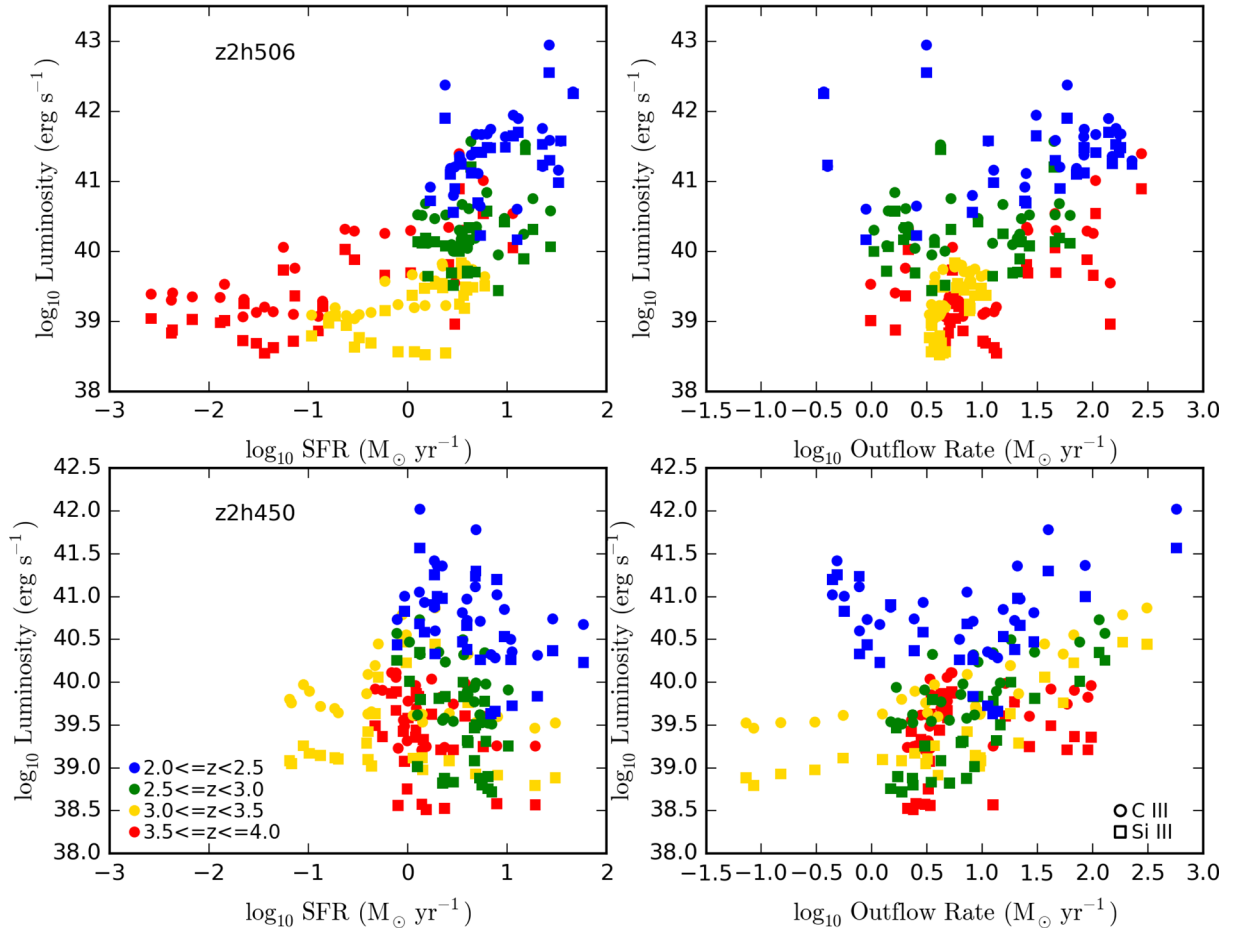 z2h506
43
42
41
40
39
38
log₁₀ Luminosity (erg s⁻¹)
−3 −2 −1 0 1 2
log₁₀ SFR (M☉ yr⁻¹)
43
42
41
40
39
38
log₁₀ Luminosity (erg s⁻¹)
−1.5 −1.0 −0.5 0.0 0.5 1.0 1.5 2.0 2.5 3.0
log₁₀ Outflow Rate (M☉ yr⁻¹)
z2h450
42.5
42.0
41.5
41.0
40.5
40.0
39.5
39.0
38.5
38.0
log₁₀ Luminosity (erg s⁻¹)
2.0<=z<2.5
2.5<=z<3.0
3.0<=z<3.5
3.5<=z<=4.0
−3 −2 −1 0 1 2
log₁₀ SFR (M☉ yr⁻¹)
42.5
42.0
41.5
41.0
40.5
40.0
39.5
39.0
38.5
38.0
log₁₀ Luminosity (erg s⁻¹)
C III
Si III
−1.5 −1.0 −0.5 0.0 0.5 1.0 1.5 2.0 2.5 3.0
log₁₀ Outflow Rate (M☉ yr⁻¹)